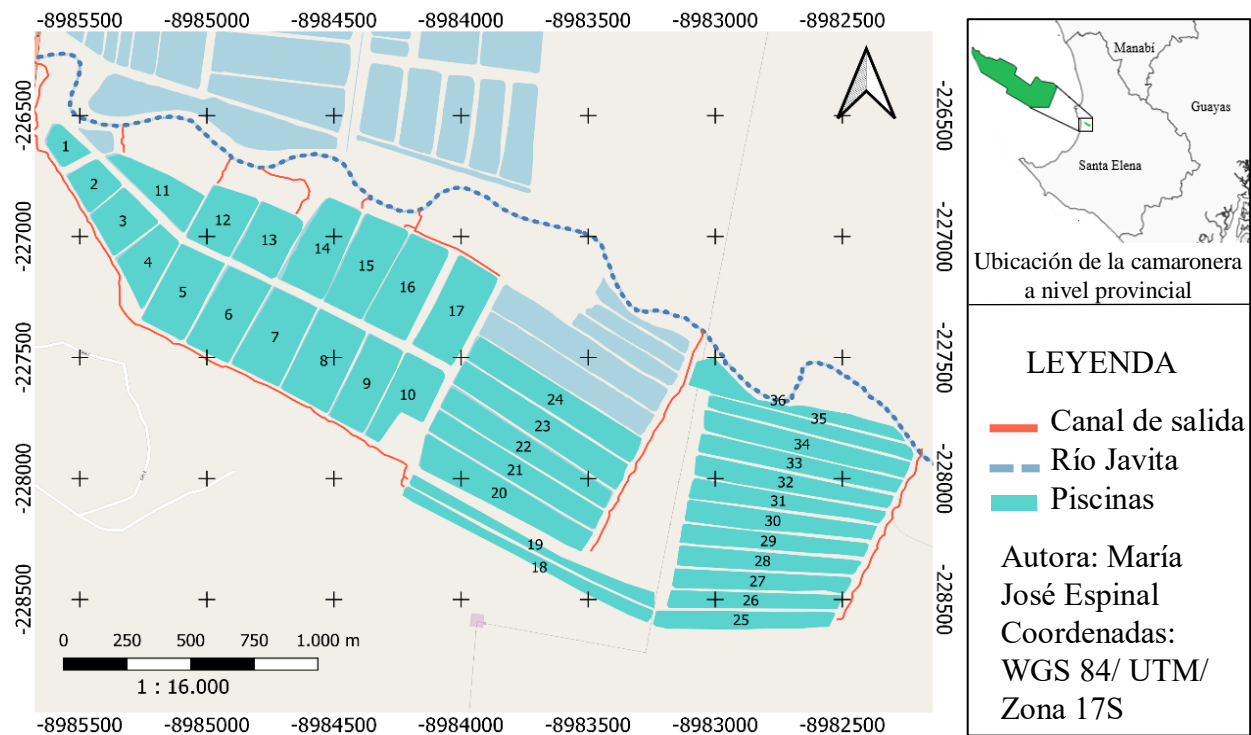 -8985500 -8985000 -8984500 -8984000 -8983500 -8983000 -8982500
-226500
-227000
-227500
-228000
-228500
-226500
-227000
-227500
-228000
-228500
1
2
3
4
5
6
7
8
9
10
11
12
13
14
15
16
17
24
23
22
21
20
19
18
36
35
34
33
32
31
30
29
28
27
26
25
0 250 500 750 1.000 m
1 : 16.000
-8985500 -8985000 -8984500 -8984000 -8983500 -8983000 -8982500
Manabí
Guayas
Santa Elena
Ubicación de la camaronera
a nivel provincial
LEYENDA
Canal de salida
Río Javita
Piscinas
Autora: María
José Espinal
Coordenadas:
WGS 84/ UTM/
Zona 17S